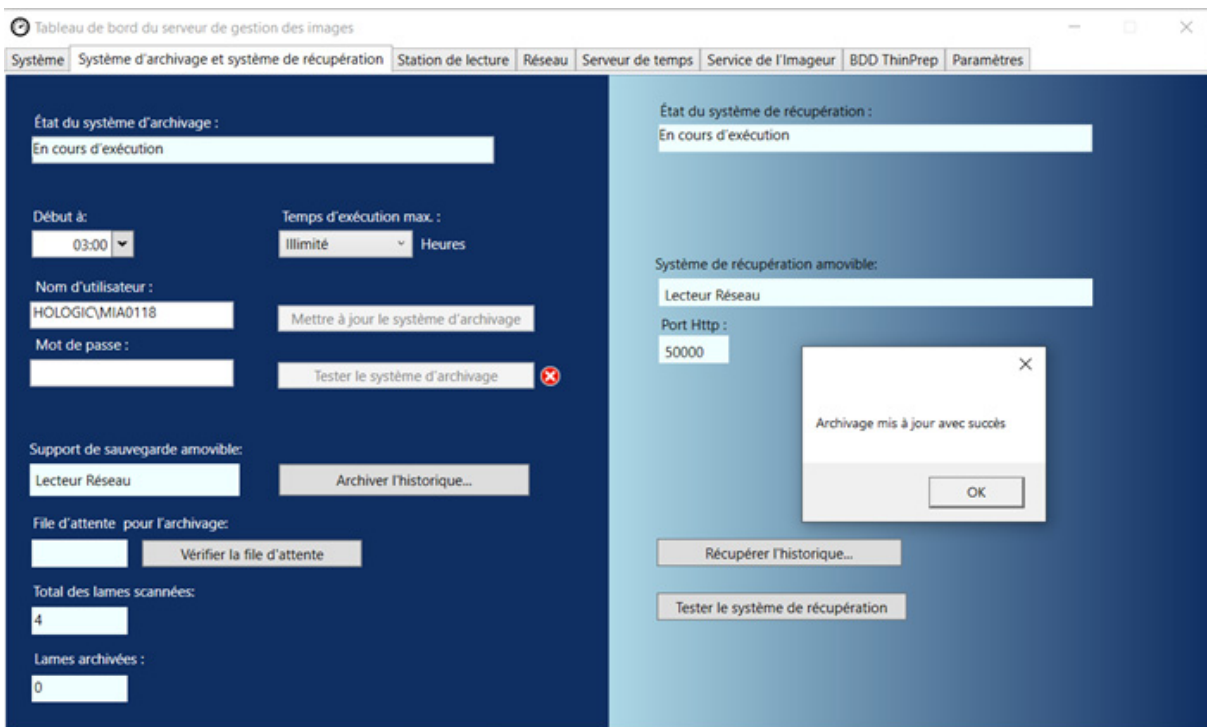 Tableau de bord du serveur de gestion des images
Système Système d'archivage et système de récupération Station de lecture Réseau Serveur de temps Service de l'Imageur BDD ThinPrep Paramètres
État du système d'archivage :
En cours d'exécution
Début à:
03:00
Temps d'exécution max. :
Illimité
Heures
Nom d'utilisateur :
HOLOGIC\MIA0118
Mettre à jour le système d'archivage
Mot de passe :
Tester le système d'archivage
Support de sauvegarde amovible:
Lecteur Réseau
Archiver l'historique...
File d'attente pour l'archivage:
Vérifier la file d'attente
Total des lames scannées:
4
Lames archivées :
0
État du système de récupération :
En cours d'exécution
Système de récupération amovible:
Lecteur Réseau
Port Http :
50000
Archivage mis à jour avec succès
OK
Récupérer l'historique...
Tester le système de récupération